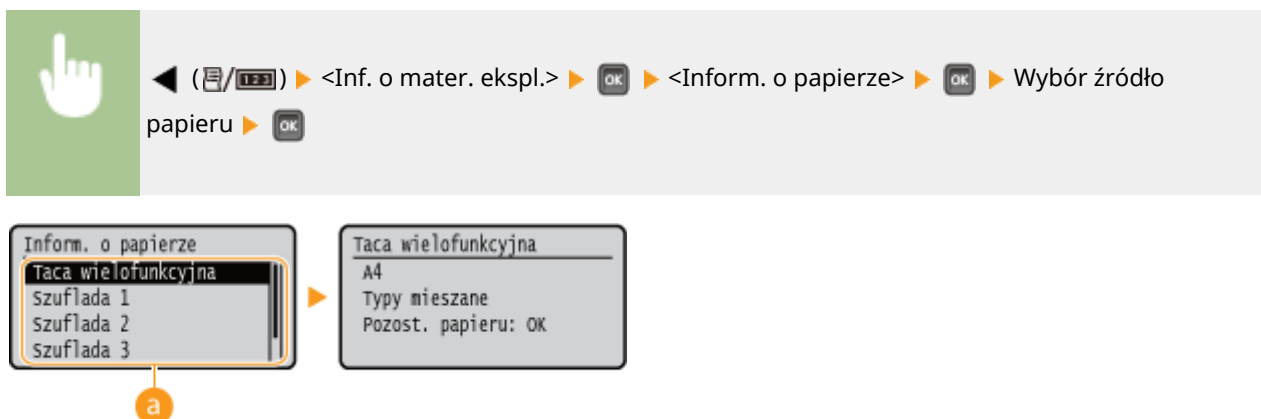 ◀ (/123) ▶ <Inf. o mater. ekspl.> ▶ OK ▶ <Inform. o papierze> ▶ OK ▶ Wybór źródło
papieru ▶ OK
Inform. o papierze
Taca wielofunkcyjna
Szuflada 1
Szuflada 2
Szuflada 3
Taca wielofunkcyjna
A4
Typy mieszane
Pozost. papieru: OK
a